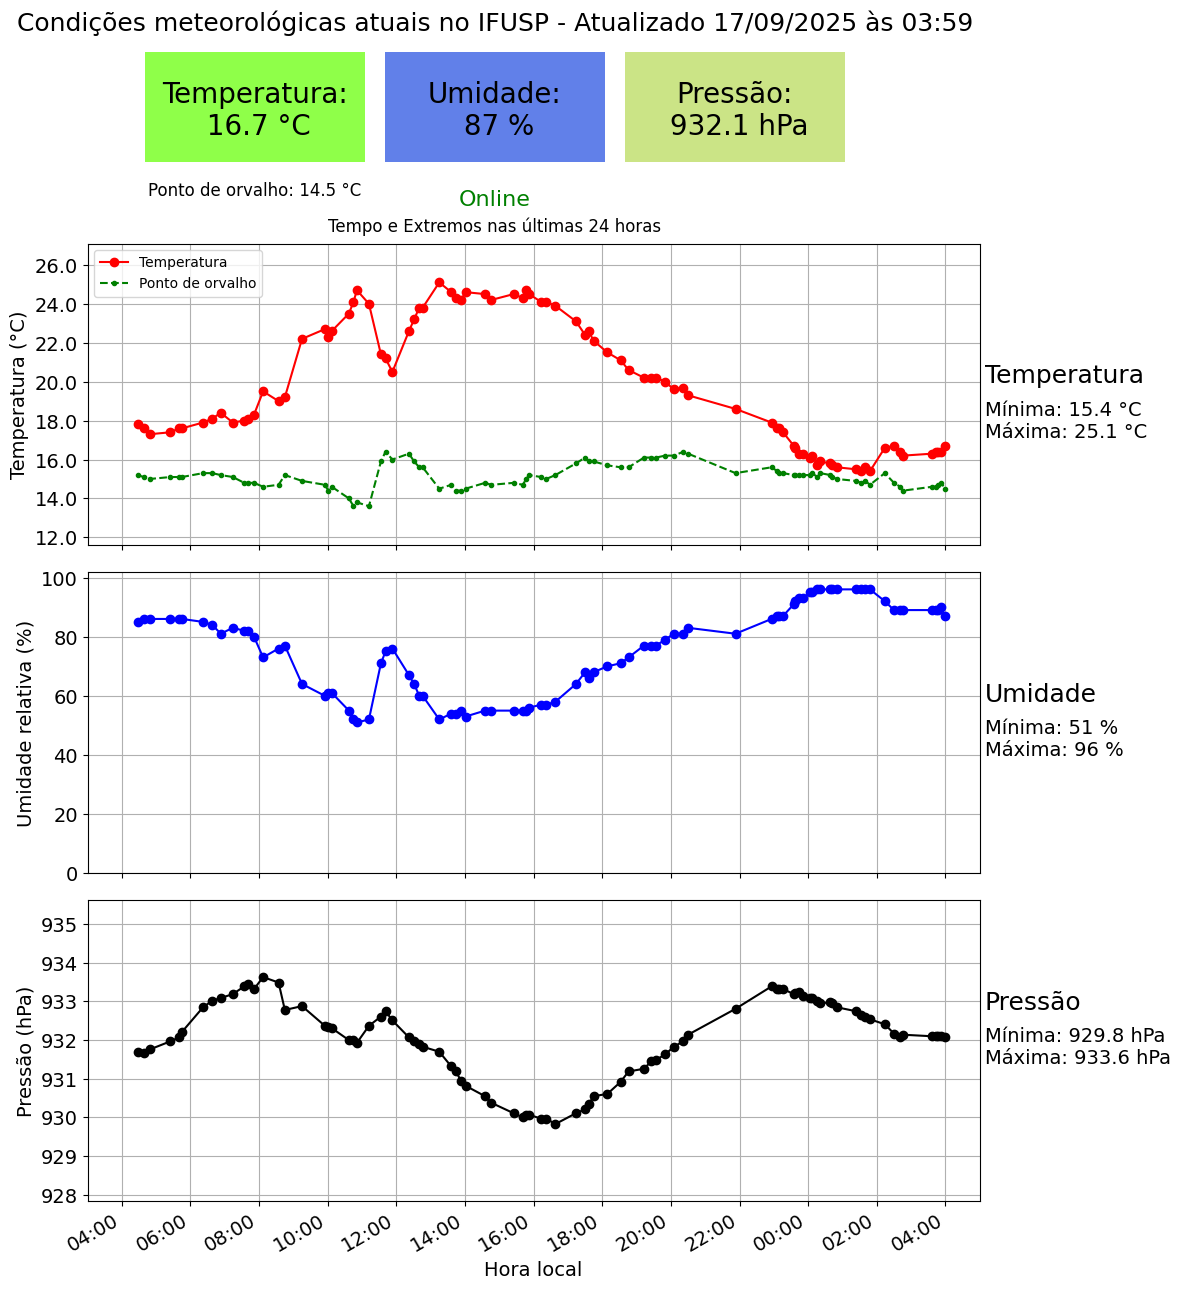 Condições meteorológicas atuais no IFUSP - Atualizado 17/09/2025 às 03:59
Temperatura:
16.7 °C
Umidade:
87 %
Pressão:
932.1 hPa
Ponto de orvalho: 14.5 °C
Online
Tempo e Extremos nas últimas 24 horas
Temperatura
Ponto de orvalho
Temperatura (°C)
26.0
24.0
22.0
20.0
18.0
16.0
14.0
12.0
Temperatura
Mínima: 15.4 °C
Máxima: 25.1 °C
Umidade relativa (%)
100
80
60
40
20
0
Umidade
Mínima: 51 %
Máxima: 96 %
Pressão (hPa)
935
934
933
932
931
930
929
928
Pressão
Mínima: 929.8 hPa
Máxima: 933.6 hPa
04:00
06:00
08:00
10:00
12:00
14:00
16:00
18:00
20:00
22:00
00:00
02:00
04:00
Hora local